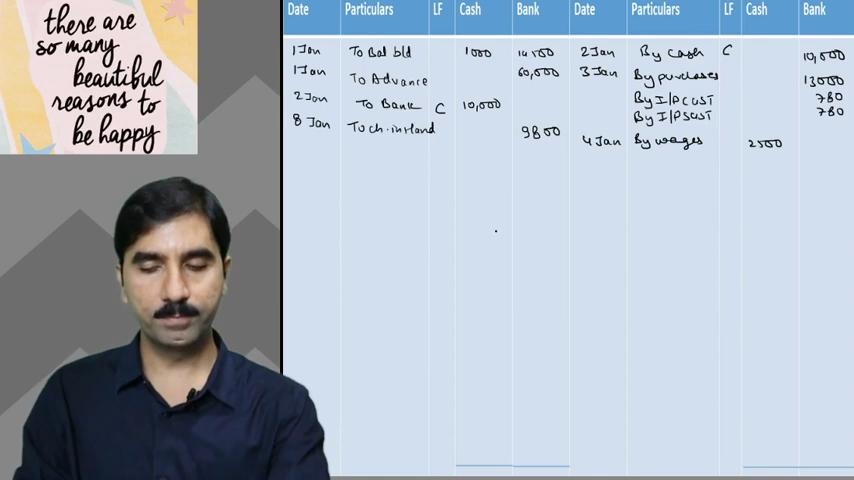 there are
so many
beautiful
reasons to
be happy
Date Particulars LF Cash Bank Date Particulars LF Cash Bank
1 Jan To Bal b/d 1000 2 Jan By Cash C 10,000
1 Jan To Advance 60,000 3 Jan By purchases 13000
2 Jan To Bank C 10,000 By I/P CGST 780
By I/P SGST 780
8 Jan To ch. in Hand 9800
4 Jan By wages 2500